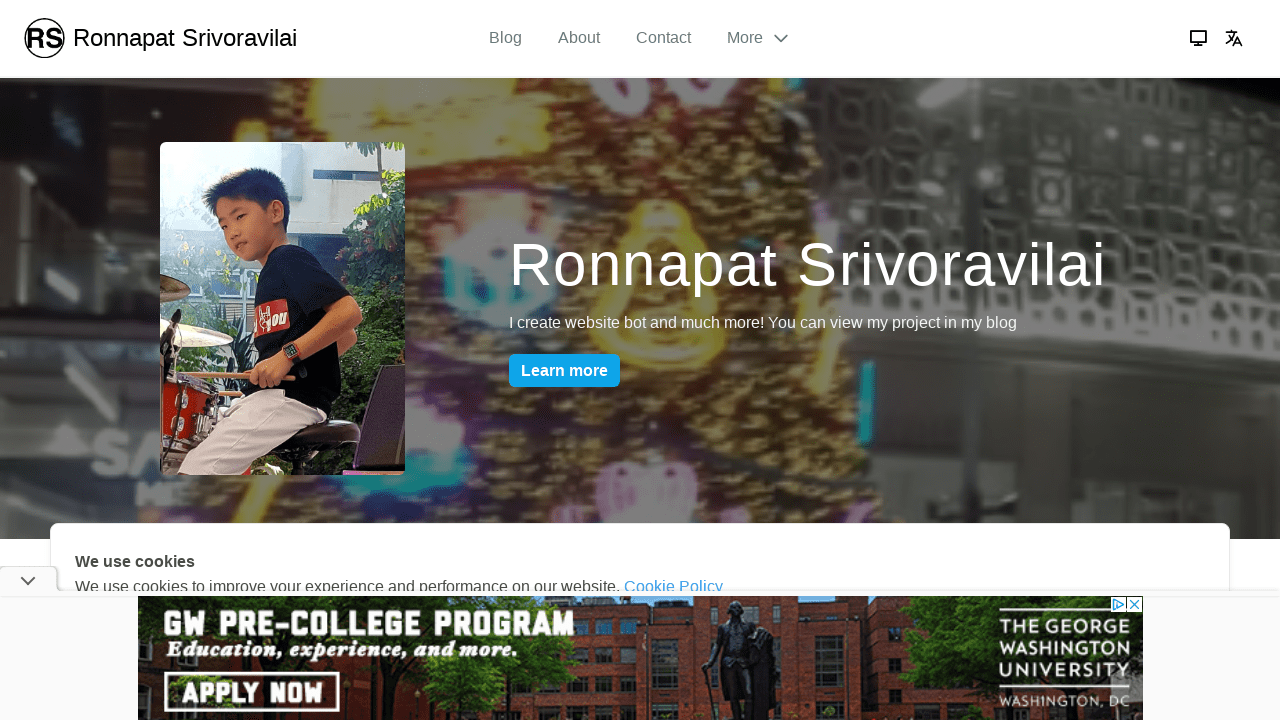 RS Ronnapat Srivoravilai
Blog
About
Contact
More
ou
Ronnapat Srivoravilai
I create website bot and much more! You can view my project in my blog
Learn more
We use cookies
We use cookies to improve your experience and performance on our website. Cookie Policy
GW PRE-COLLEGE PROGRAM
Education, experience, and more.
APPLY NOW
THE GEORGE
WASHINGTON
UNIVERSITY
WASHINGTON, DC